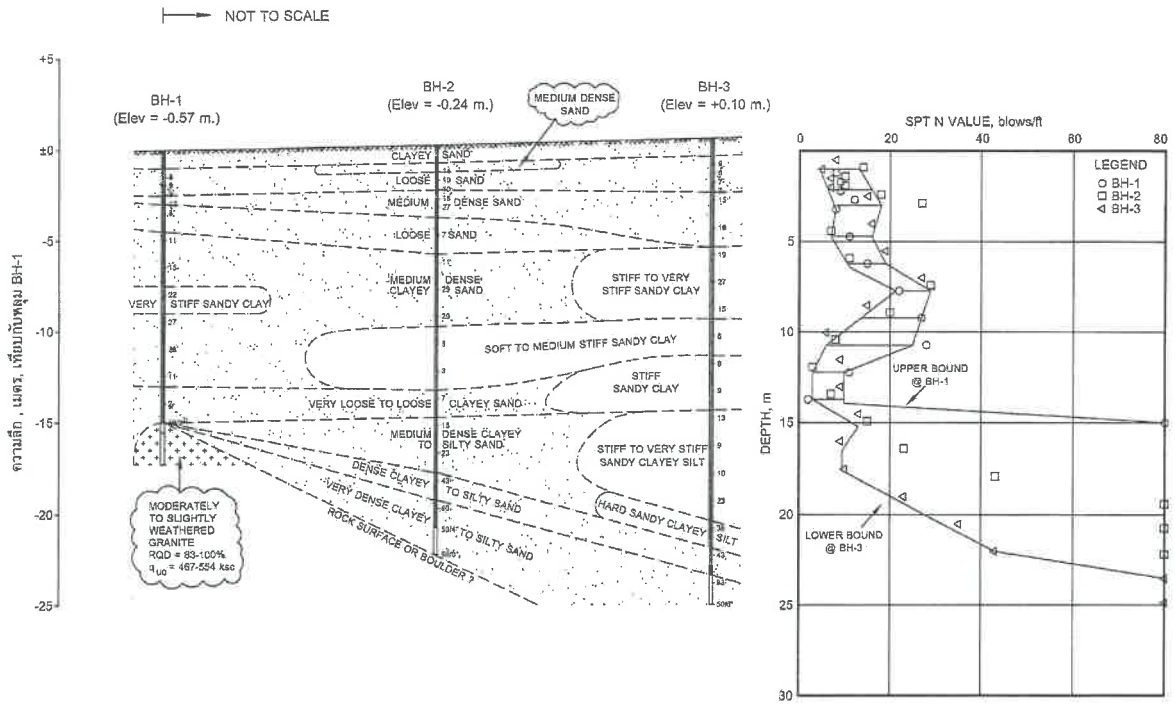 NOT TO SCALE
+5
±0
-5
-10
-15
-20
-25
ความลึก , เมตร, เทียบกับหลุม BH-1
BH-1
(Elev = -0.57 m.)
BH-2
(Elev = -0.24 m.)
MEDIUM DENSE
SAND
BH-3
(Elev = +0.10 m.)
CLAYEY SAND
LOOSE SAND
MEDIUM DENSE SAND
LOOSE SAND
MEDIUM DENSE
CLAYEY SAND
STIFF TO VERY
STIFF SANDY CLAY
VERY STIFF SANDY CLAY
SOFT TO MEDIUM STIFF SANDY CLAY
STIFF
SANDY CLAY
VERY LOOSE TO LOOSE CLAYEY SAND
MEDIUM DENSE CLAYEY
TO SILTY SAND
STIFF TO VERY STIFF
SANDY CLAYEY SILT
DENSE CLAYEY TO SILTY SAND
HARD SANDY CLAYEY SILT
VERY DENSE CLAYEY TO SILTY SAND
ROCK SURFACE OR BOULDER ?
MODERATELY
TO SLIGHTLY
WEATHERED
GRANITE
RQD = 83-100%
q uc = 467-554 ksc
SPT N VALUE, blows/ft
0 20 40 60 80
LEGEND
BH-1
BH-2
BH-3
5
10
15
20
25
30
DEPTH, m
UPPER BOUND
@ BH-1
LOWER BOUND
@ BH-3